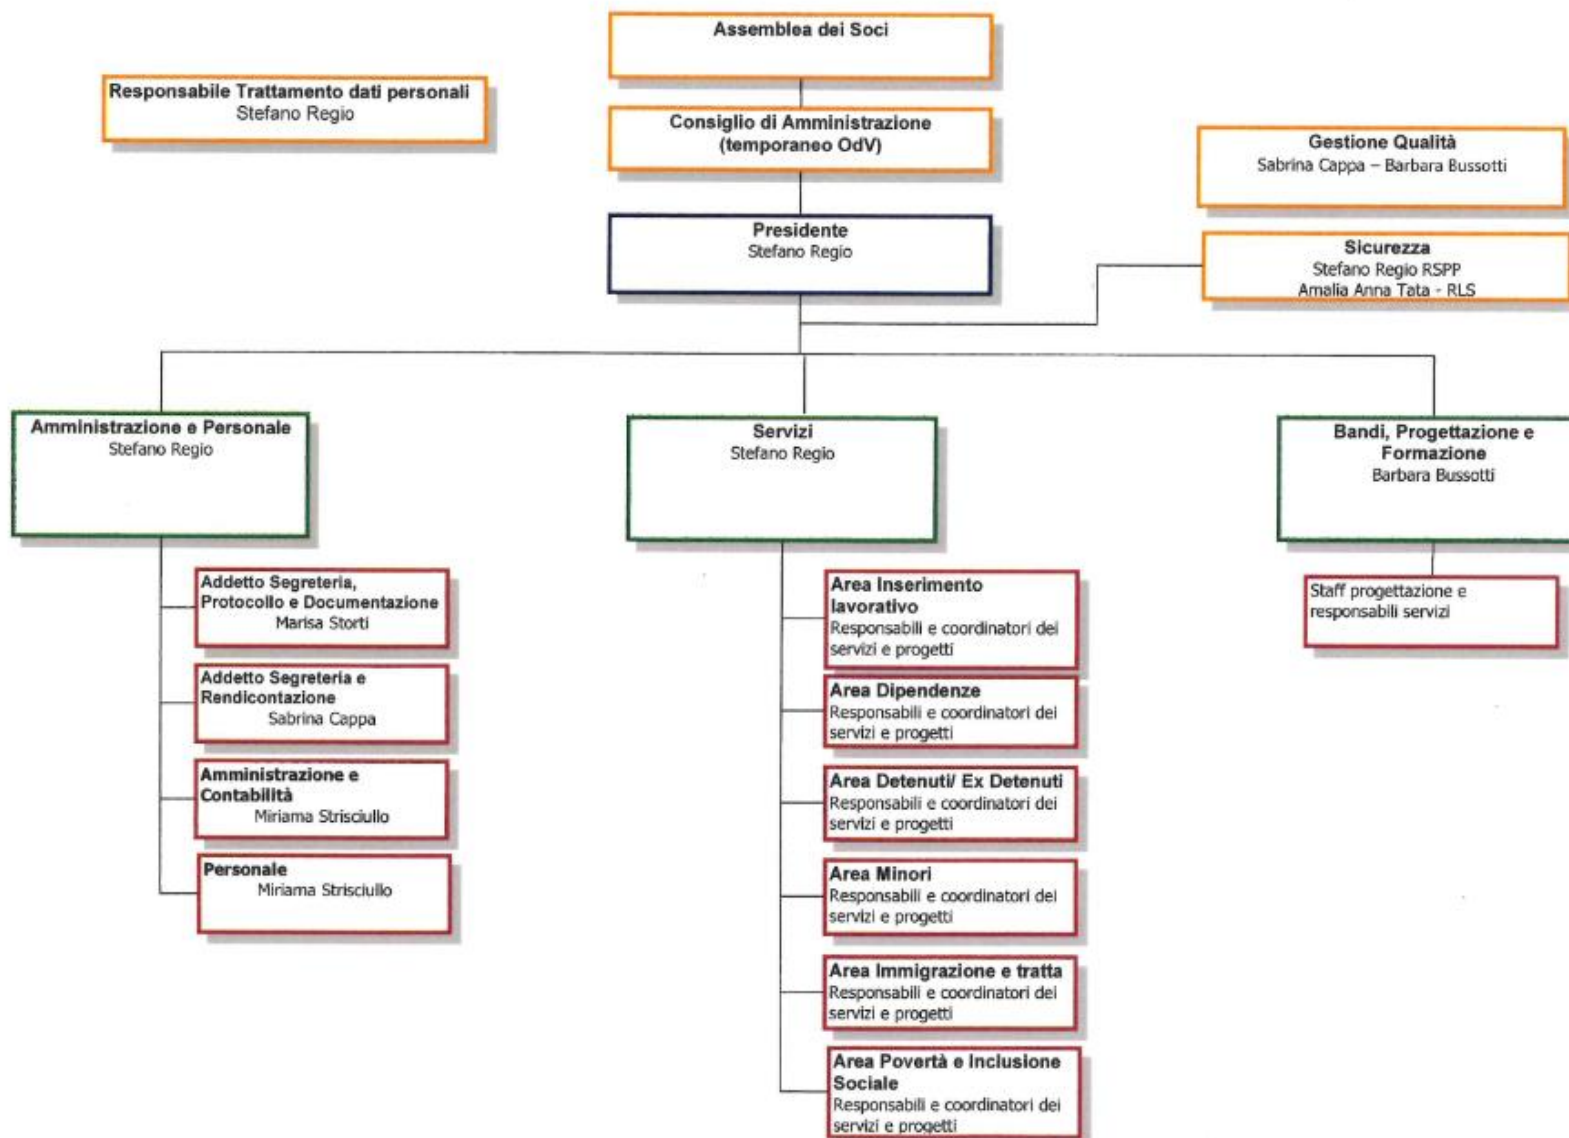 Assemblea dei Soci
Responsabile Trattamento dati personali
Stefano Regio
Consiglio di Amministrazione
(temporaneo OdV)
Gestione Qualità
Sabrina Cappa – Barbara Bussotti
Presidente
Stefano Regio
Sicurezza
Stefano Regio RSPP
Amalia Anna Tata - RLS
Amministrazione e Personale
Stefano Regio
Servizi
Stefano Regio
Bandi, Progettazione e
Formazione
Barbara Bussotti
Addetto Segreteria,
Protocollo e Documentazione
Marisa Storti
Addetto Segreteria e
Rendicontazione
Sabrina Cappa
Amministrazione e
Contabilità
Miriama Strisciullo
Personale
Miriama Strisciullo
Area Inserimento
lavorativo
Responsabili e coordinatori dei
servizi e progetti
Area Dipendenze
Responsabili e coordinatori dei
servizi e progetti
Area Detenuti/ Ex Detenuti
Responsabili e coordinatori dei
servizi e progetti
Area Minori
Responsabili e coordinatori dei
servizi e progetti
Area Immigrazione e tratta
Responsabili e coordinatori dei
servizi e progetti
Area Povertà e Inclusione
Sociale
Responsabili e coordinatori dei
servizi e progetti
Staff progettazione e
responsabili servizi